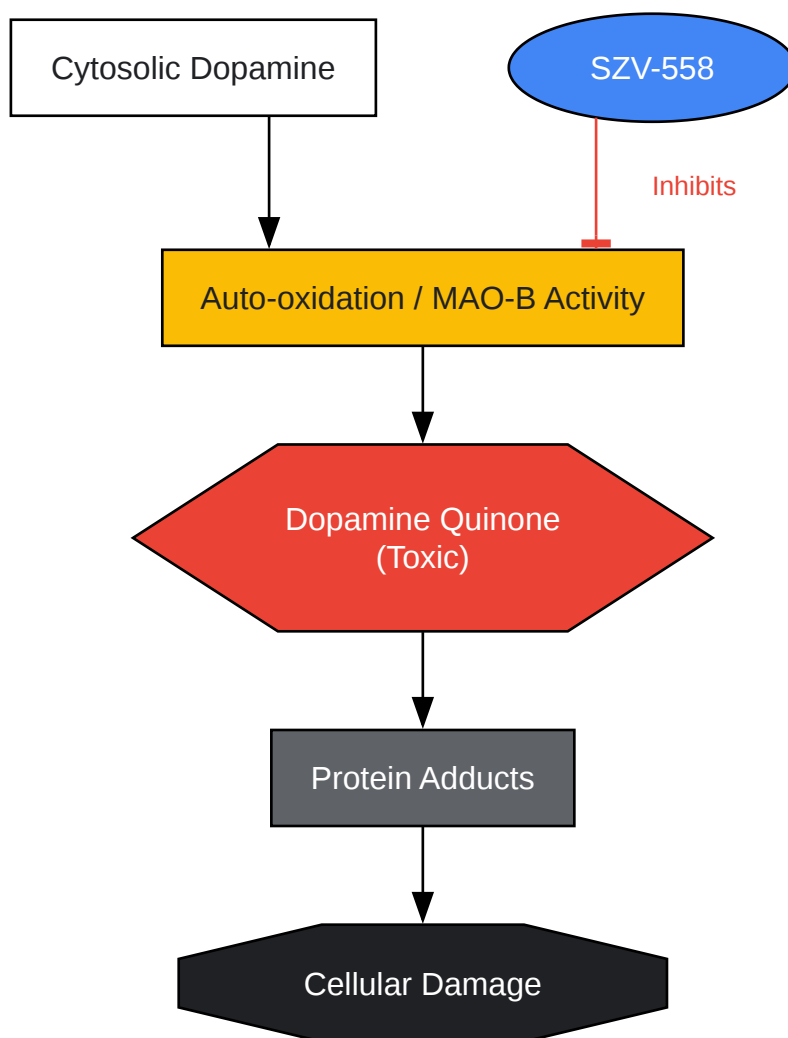 Cytosolic Dopamine
SZV-558
Inhibits
Auto-oxidation / MAO-B Activity
Dopamine Quinone
(Toxic)
Protein Adducts
Cellular Damage